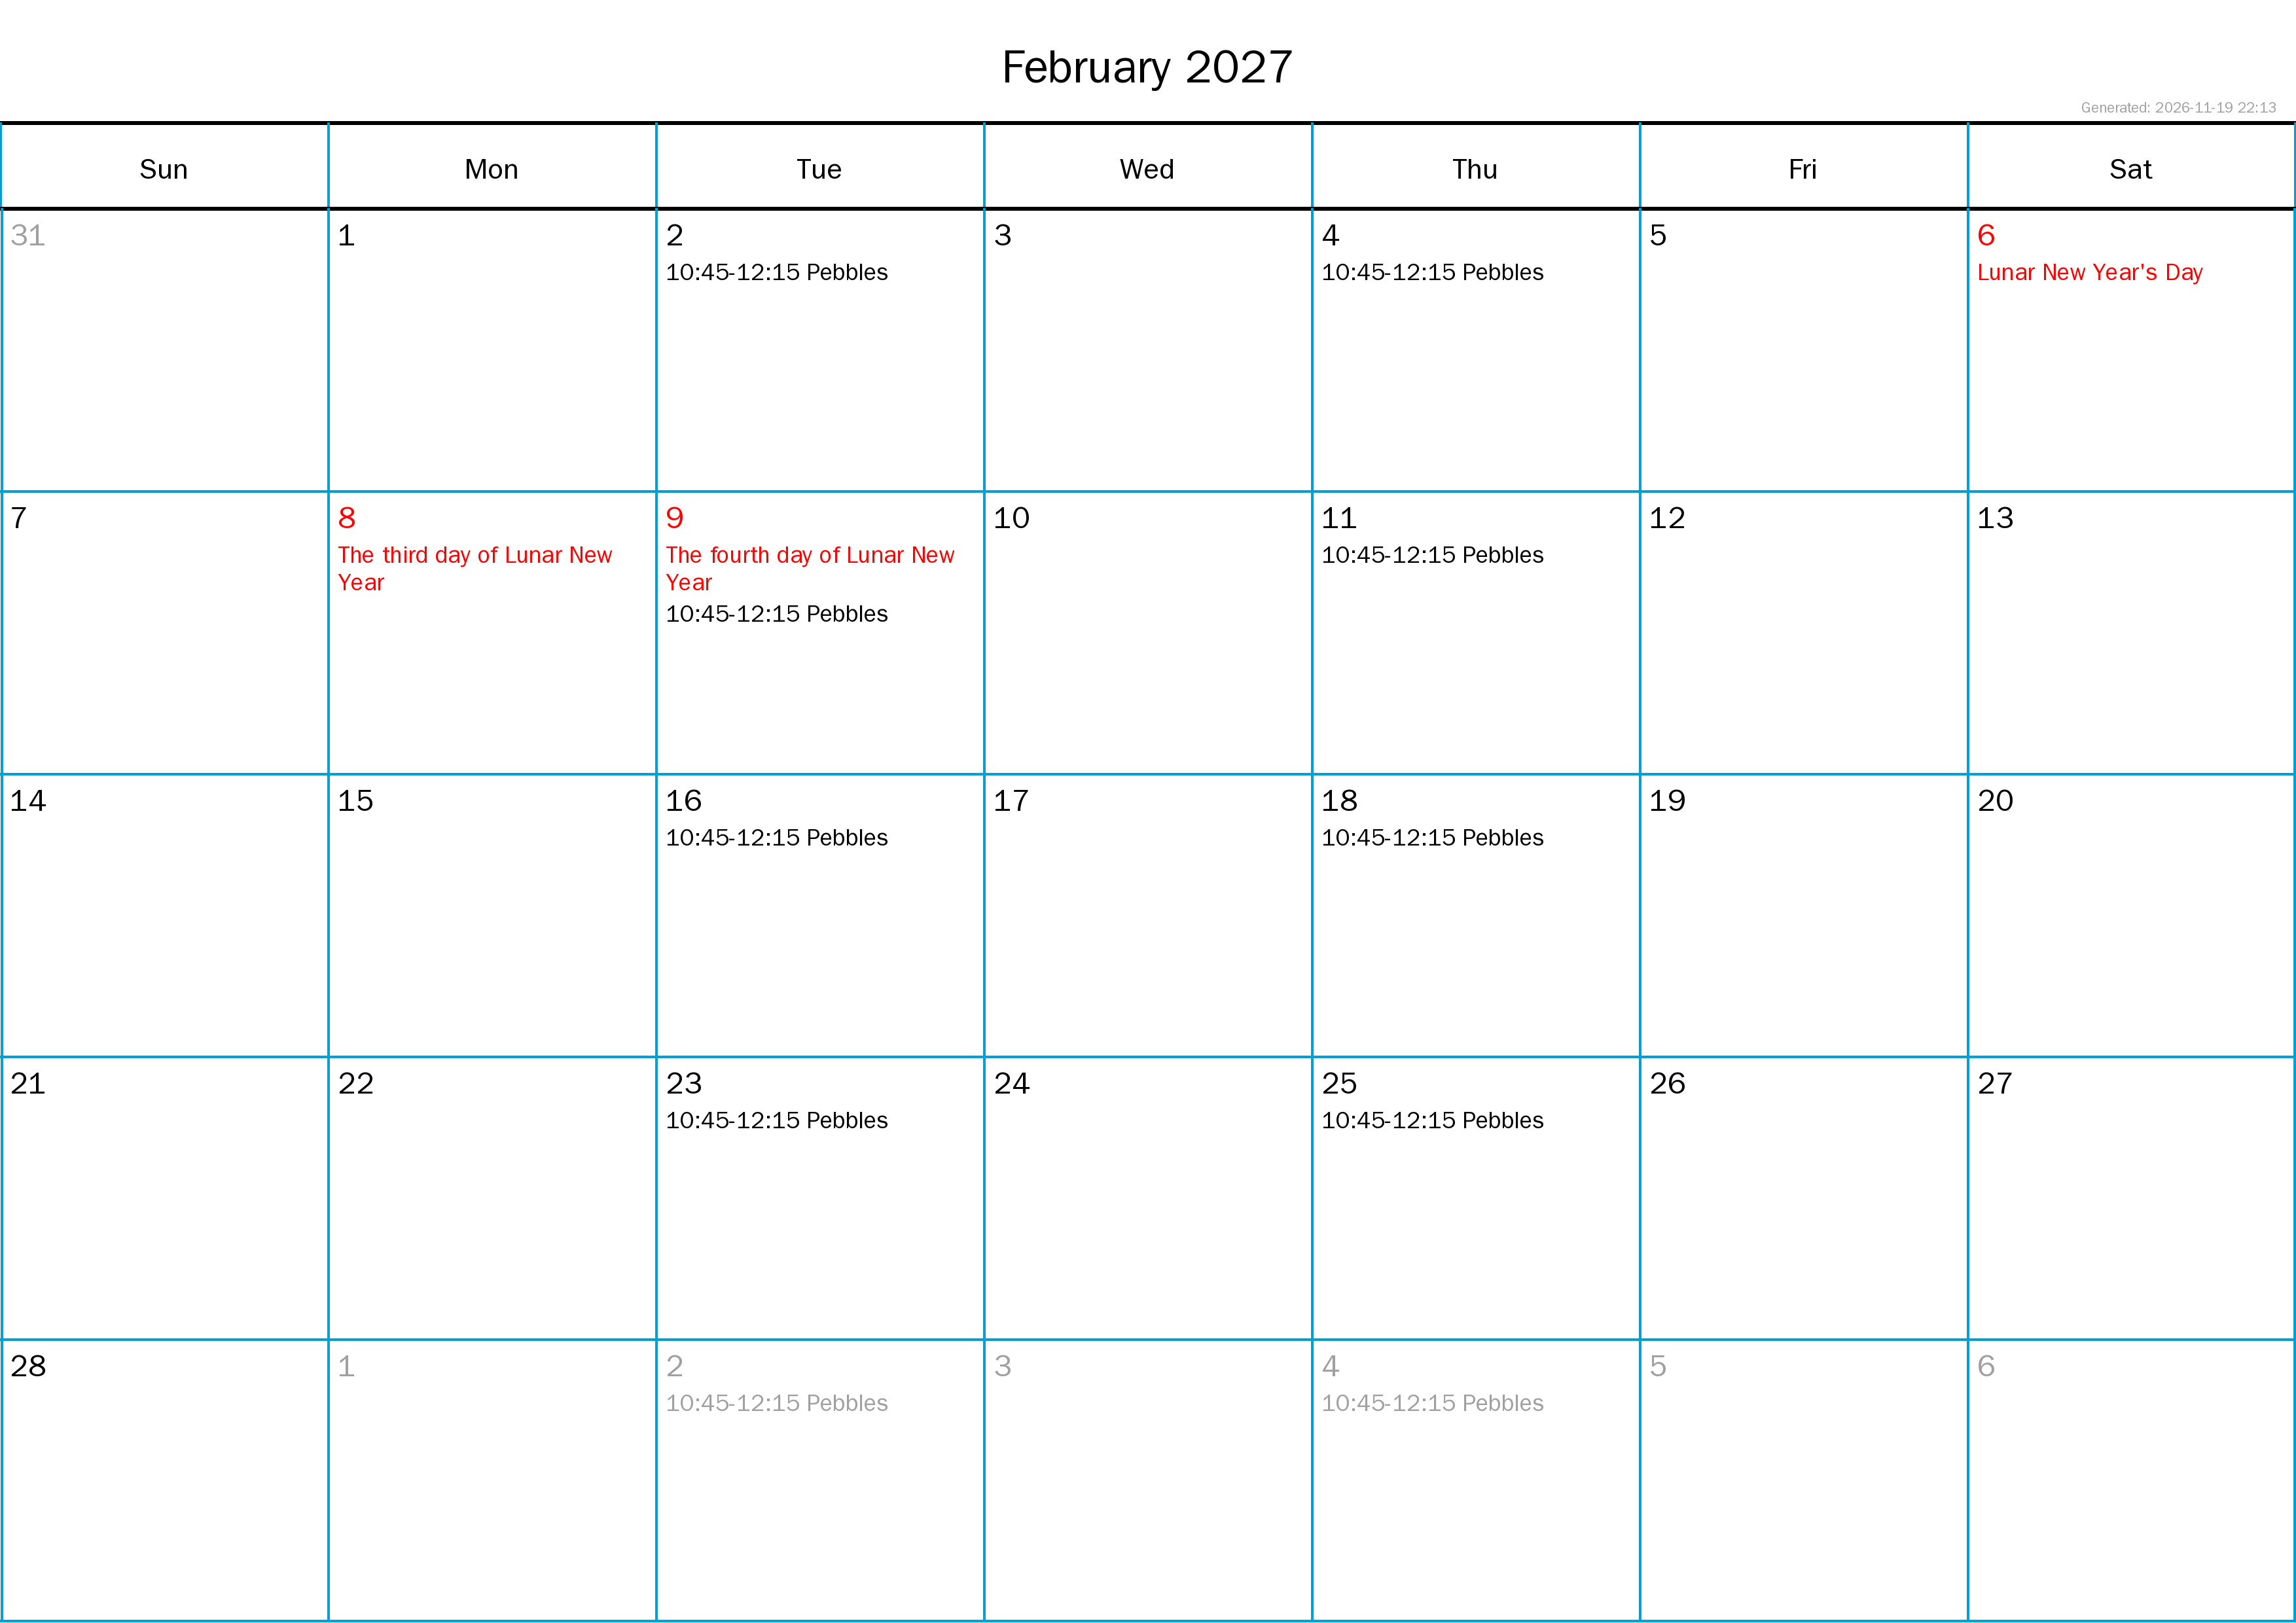 February 2027
Generated: 2026-11-19 22:13
Sun Mon Tue Wed Thu Fri Sat
31
1
2
10:45-12:15 Pebbles
3
4
10:45-12:15 Pebbles
5
6
Lunar New Year's Day
7
8
The third day of Lunar New
Year
9
The fourth day of Lunar New
Year
10:45-12:15 Pebbles
10
11
10:45-12:15 Pebbles
12
13
14
15
16
10:45-12:15 Pebbles
17
18
10:45-12:15 Pebbles
19
20
21
22
23
10:45-12:15 Pebbles
24
25
10:45-12:15 Pebbles
26
27
28
1
2
10:45-12:15 Pebbles
3
4
10:45-12:15 Pebbles
5
6